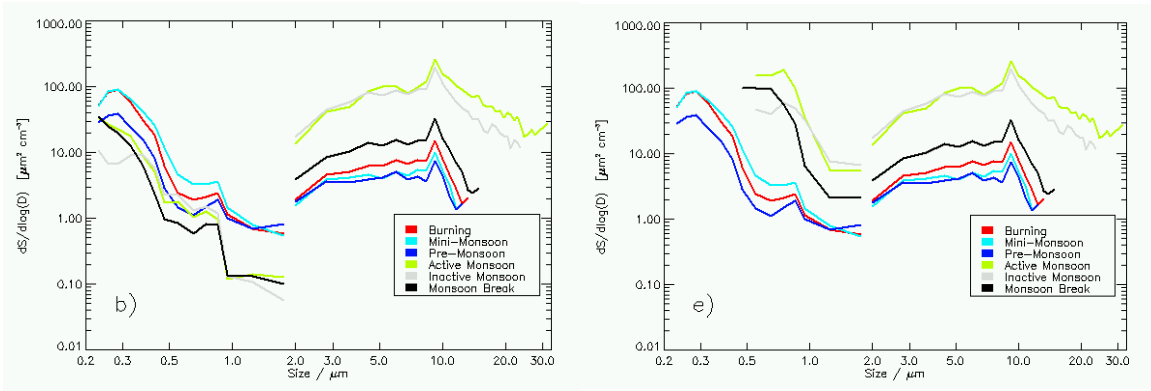 1000.00
100.00
10.00
1.00
0.10
0.01
dS/dlog(D) [μm² cm⁻³]
0.2 0.3 0.5 1.0 2.0 3.0 5.0 10.0 30.0
Size / μm
Burning
Mini-Monsoon
Pre-Monsoon
Active Monsoon
Inactive Monsoon
Monsoon Break
b)
1000.00
100.00
10.00
1.00
0.10
0.01
dS/dlog(D) [μm² cm⁻³]
0.2 0.3 0.5 1.0 2.0 3.0 5.0 10.0 30.0
Size / μm
Burning
Mini-Monsoon
Pre-Monsoon
Active Monsoon
Inactive Monsoon
Monsoon Break
e)